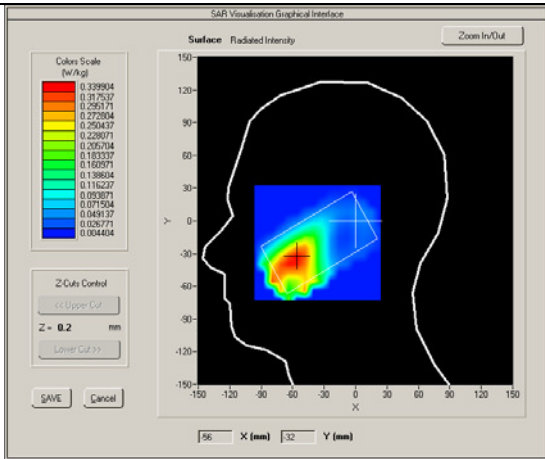 SAR Visualisation Graphical Interface
Surface Radiated Intensity
Zoom In/Out
Colors Scale
(W/kg)
0.339904
0.317537
0.295171
0.272804
0.250437
0.228071
0.205704
0.183337
0.160971
0.138604
0.116237
0.093871
0.071504
0.049137
0.026771
0.004404
Z-Cuts Control
<< Upper Cut
Z = 0.2 mm
Lower Cut >>
SAVE Cancel
150
120
90
60
30
0
-30
-60
-90
-120
-150
Y
-150 -120 -90 -60 -30 0 30 60 90 120 150
X
-56 X (mm) -32 Y (mm)